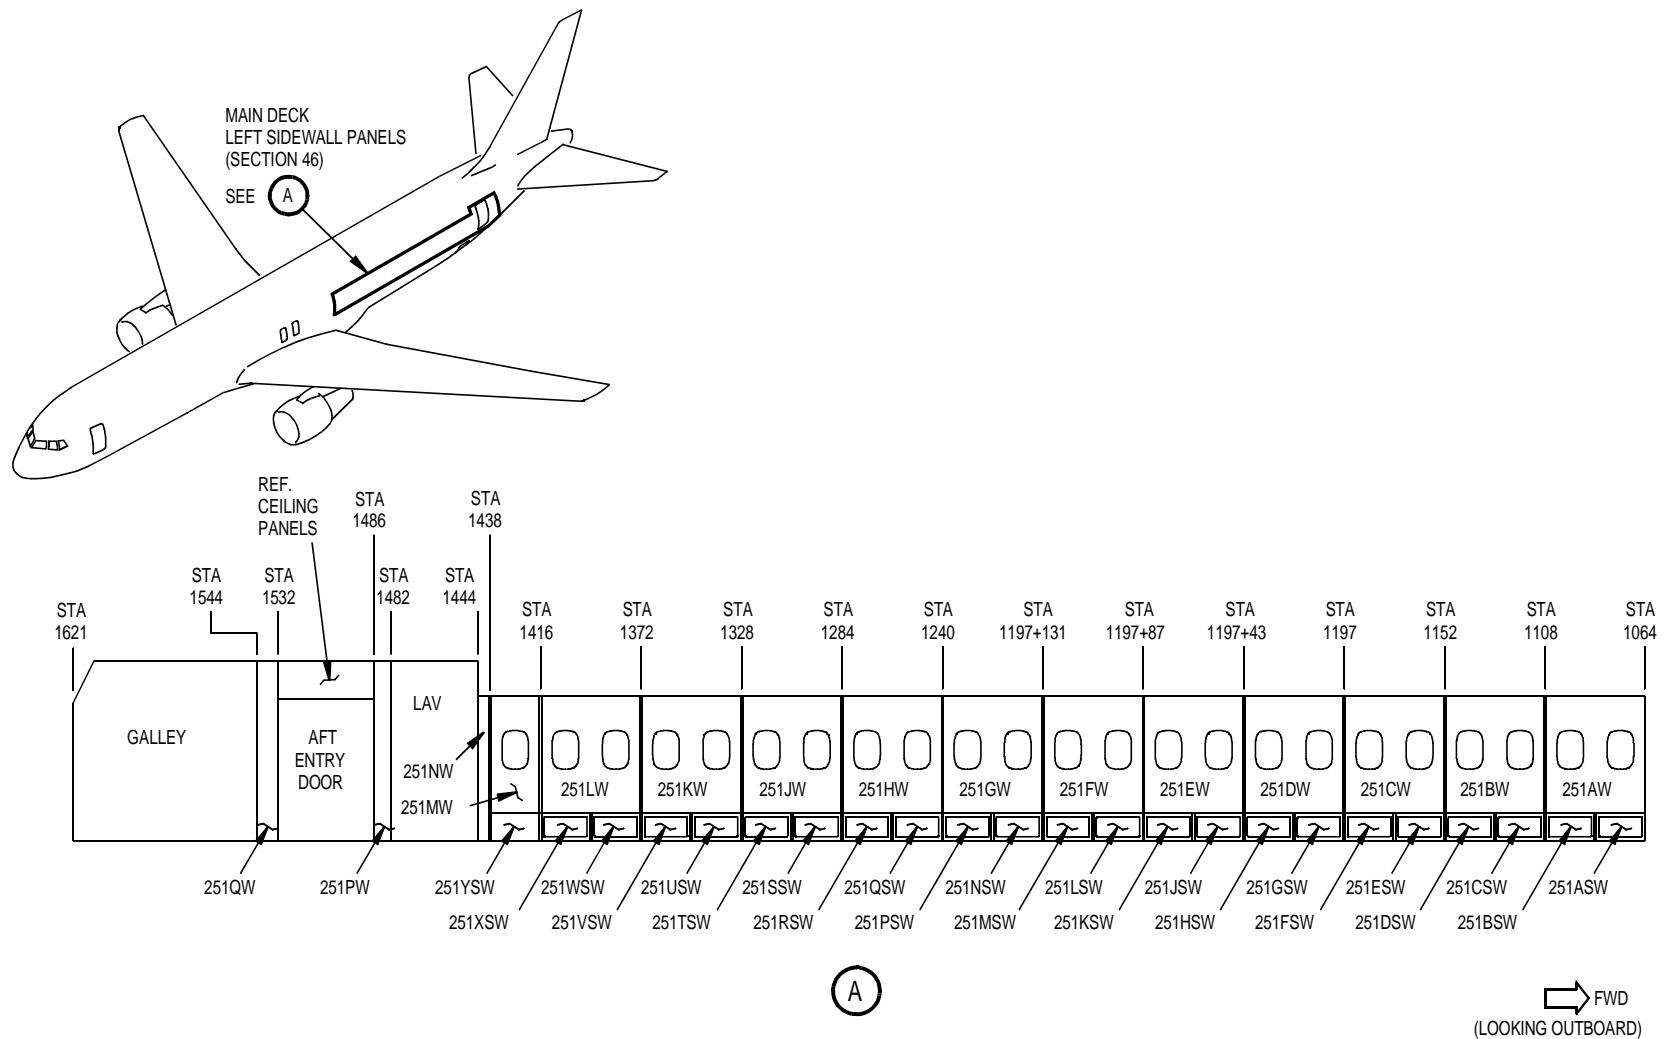 MAIN DECK
LEFT SIDEWALL PANELS
(SECTION 46)
SEE A
REF.
CEILING
PANELS
STA
1486
STA
1438
STA
1544
STA
1532
STA
1482
STA
1444
STA
1621
STA
1416
STA
1372
STA
1328
STA
1284
STA
1240
STA
1197+131
STA
1197+87
STA
1197+43
STA
1197
STA
1152
STA
1108
STA
1064
GALLEY
AFT
ENTRY
DOOR
LAV
251NW
251MW
251LW
251KW
251JW
251HW
251GW
251FW
251EW
251DW
251CW
251BW
251AW
251QW
251PW
251YSW
251WSW
251USW
251SSW
251QSW
251NSW
251LSW
251JSW
251GSW
251ESW
251CSW
251ASW
251XSW
251VSW
251TSW
251RSW
251PSW
251MSW
251KSW
251HSW
251FSW
251DSW
251BSW
A
FWD
(LOOKING OUTBOARD)